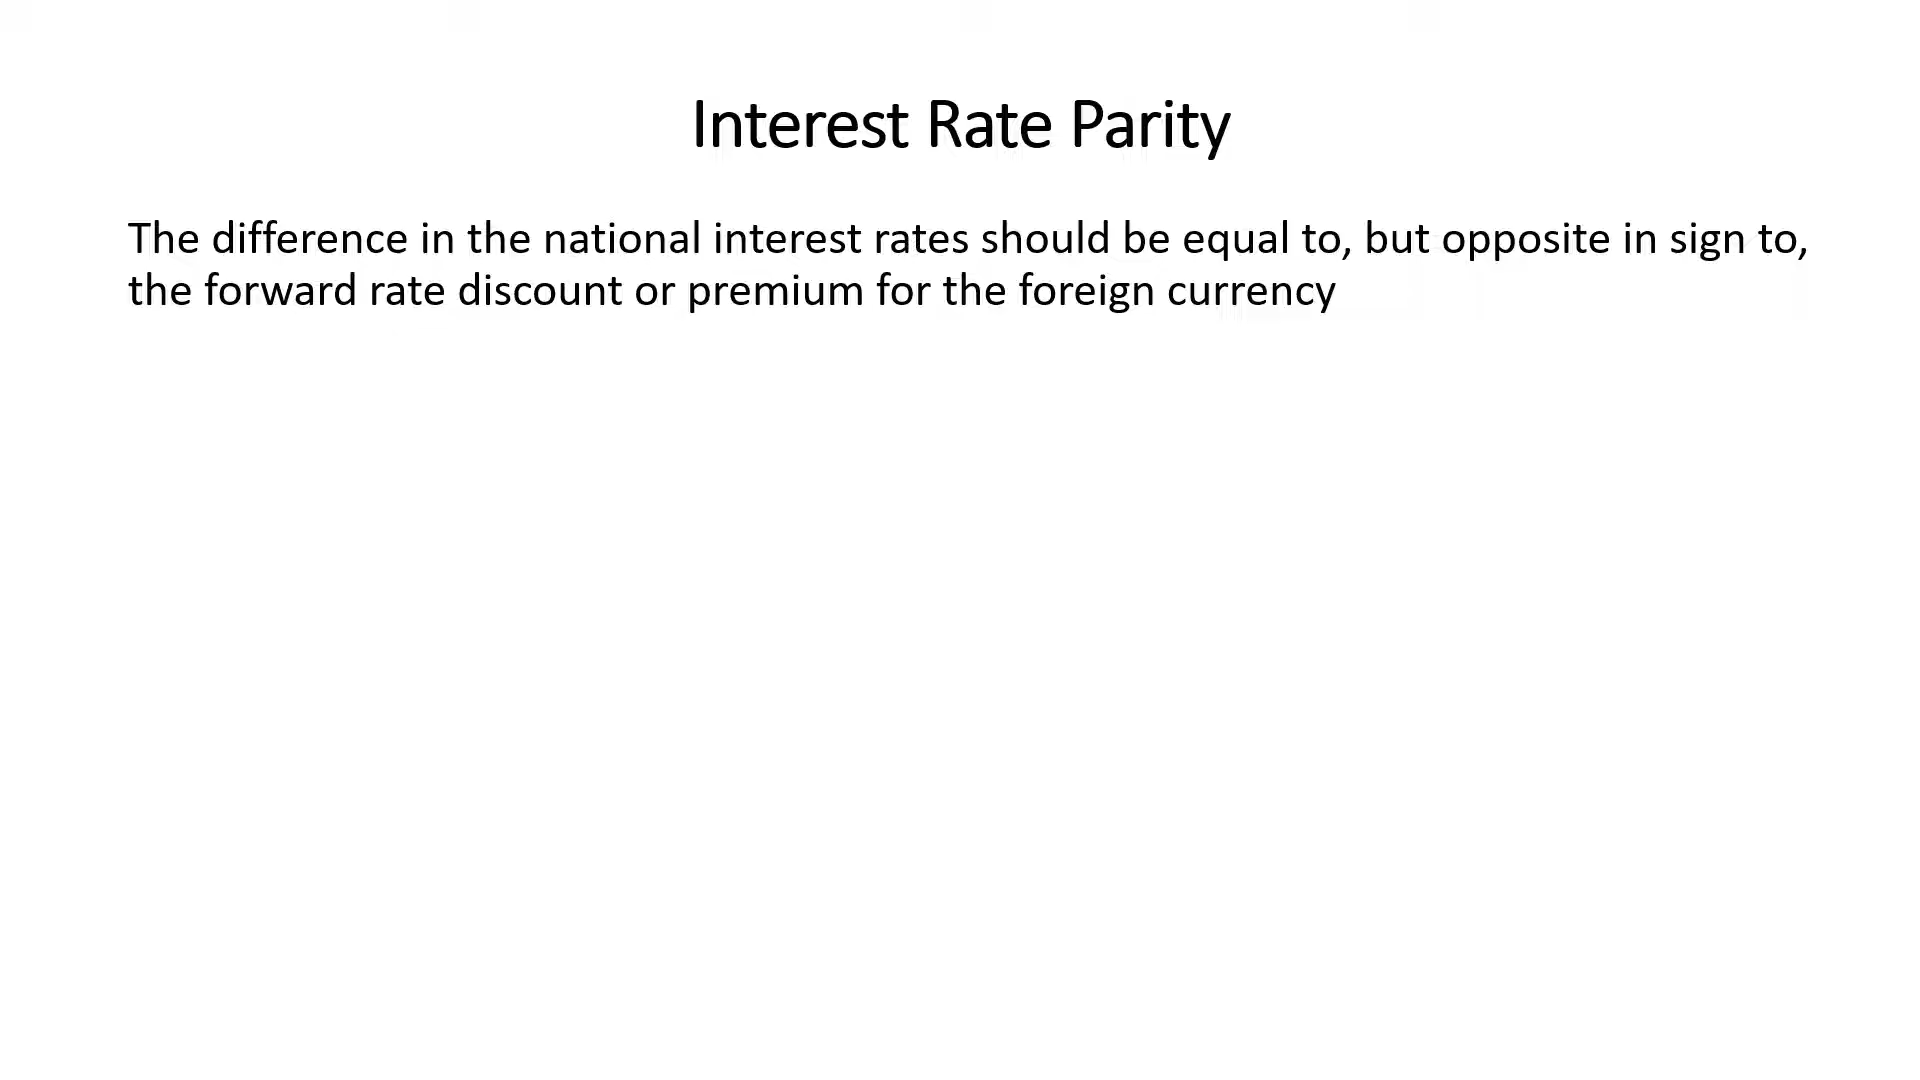 Interest Rate Parity
The difference in the national interest rates should be equal to, but opposite in sign to,
the forward rate discount or premium for the foreign currency